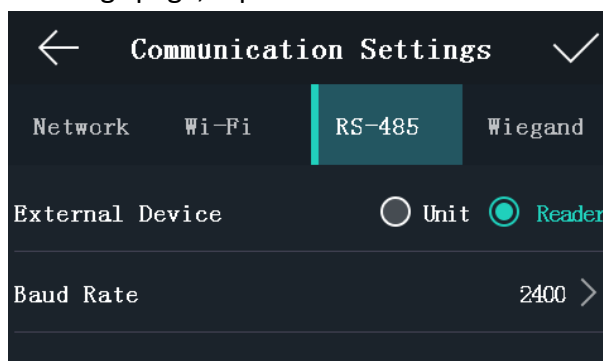 Communication Settings
Network Wi-Fi RS-485 Wiegand
External Device Unit Reader
Baud Rate 2400